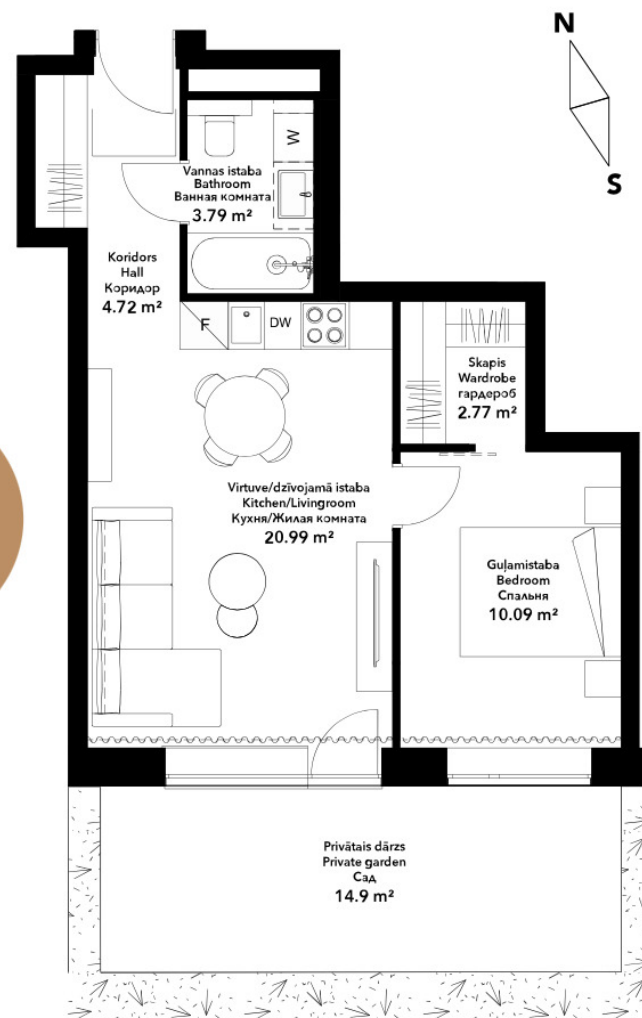 N
S
W
Vannas istaba
Bathroom
Ванная комната
3.79 m²
Koridors
Hall
Коридор
4.72 m²
F
DW
Skapis
Wardrobe
гардероб
2.77 m²
Virtuve/dzīvojamā istaba
Kitchen/Livingroom
Кухня/Жилая комната
20.99 m²
Guļamistaba
Bedroom
Спальня
10.09 m²
Privātais dārzs
Private garden
Сад
14.9 m²